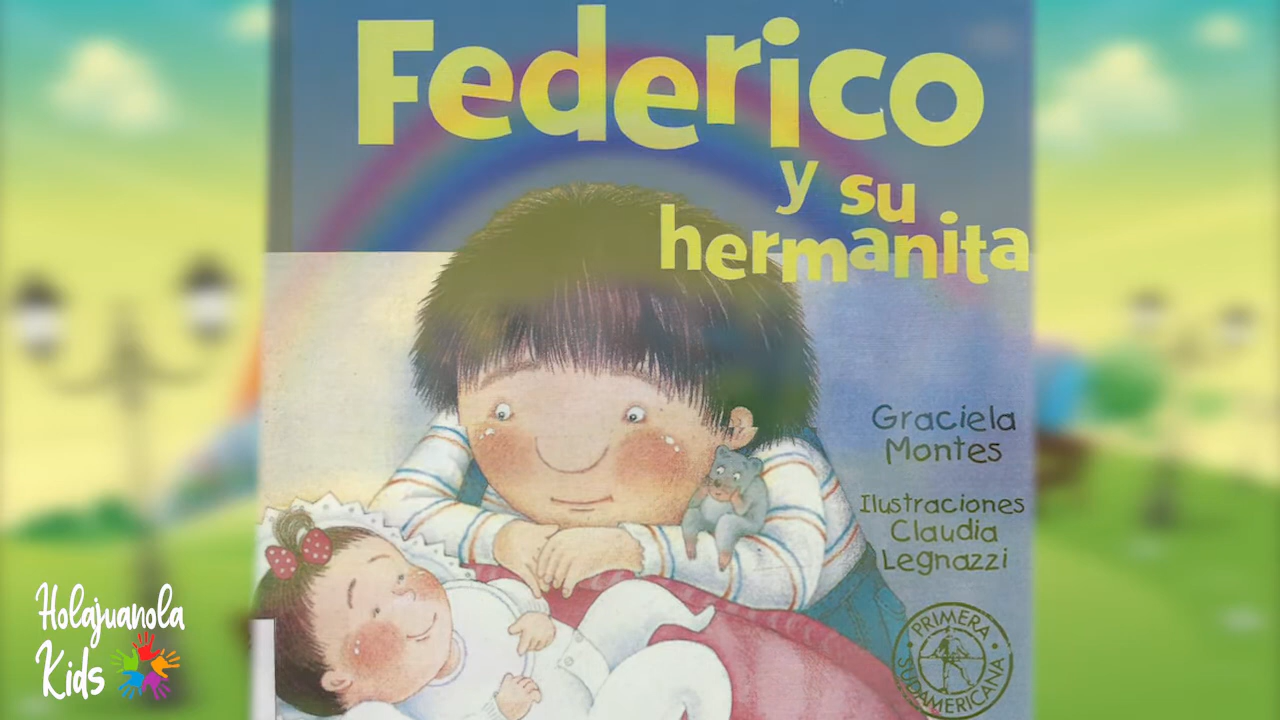 Federico
y su
hermanita
Graciela
Montes
Ilustraciones
Claudia
Legnazzi
PRIMERA
SUDAMERICANA
Holajuanola
Kids